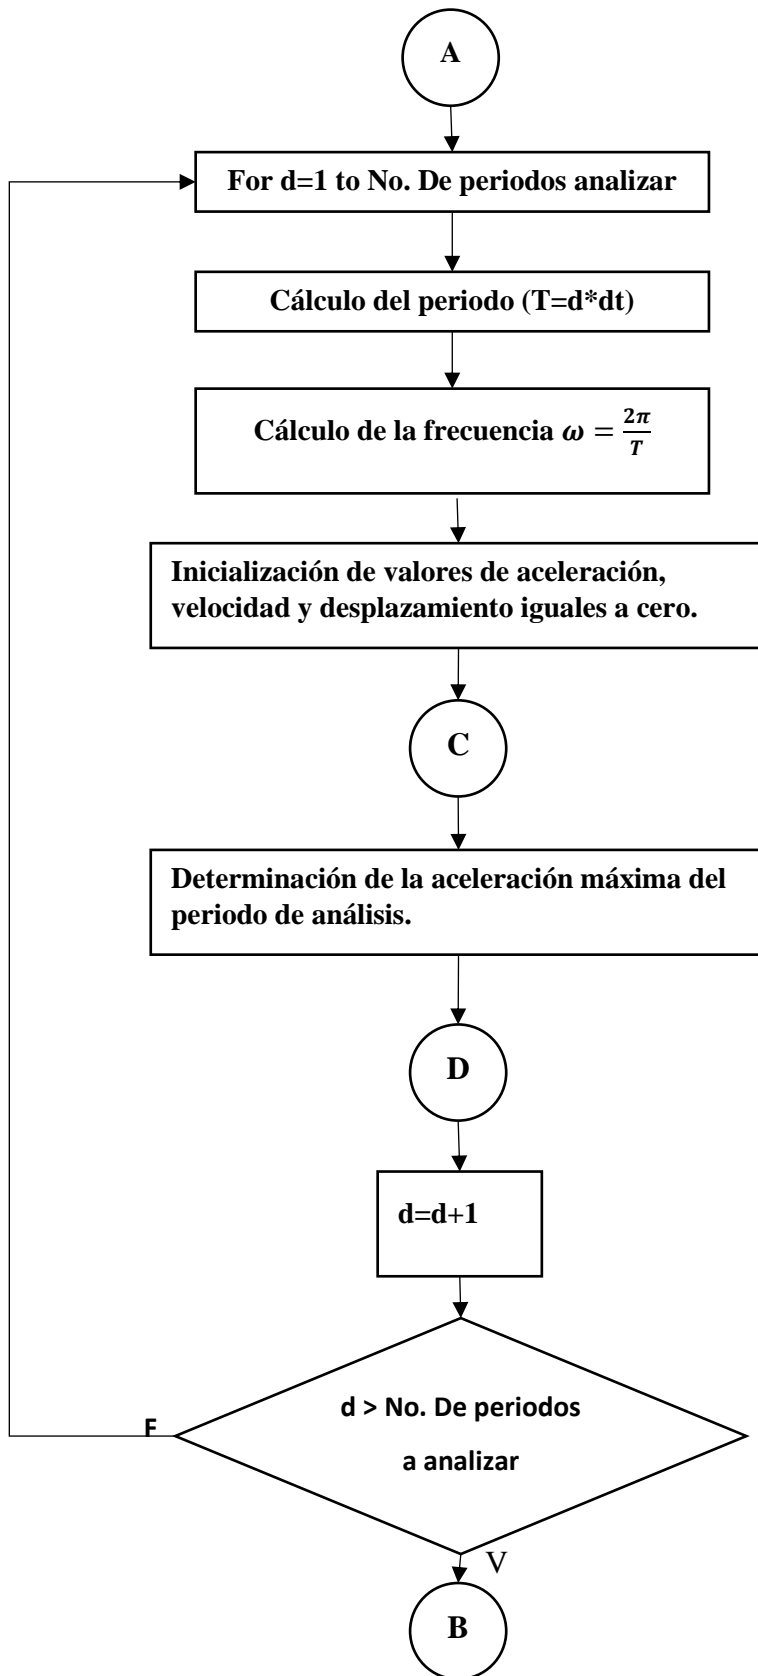 A
For d=1 to No. De periodos analizar
Cálculo del periodo (T=d*dt)
Cálculo de la frecuencia ω = 2π/T
Inicialización de valores de aceleración,
velocidad y desplazamiento iguales a cero.
C
Determinación de la aceleración máxima del
periodo de análisis.
D
d=d+1
d > No. De periodos
F
a analizar
V
B